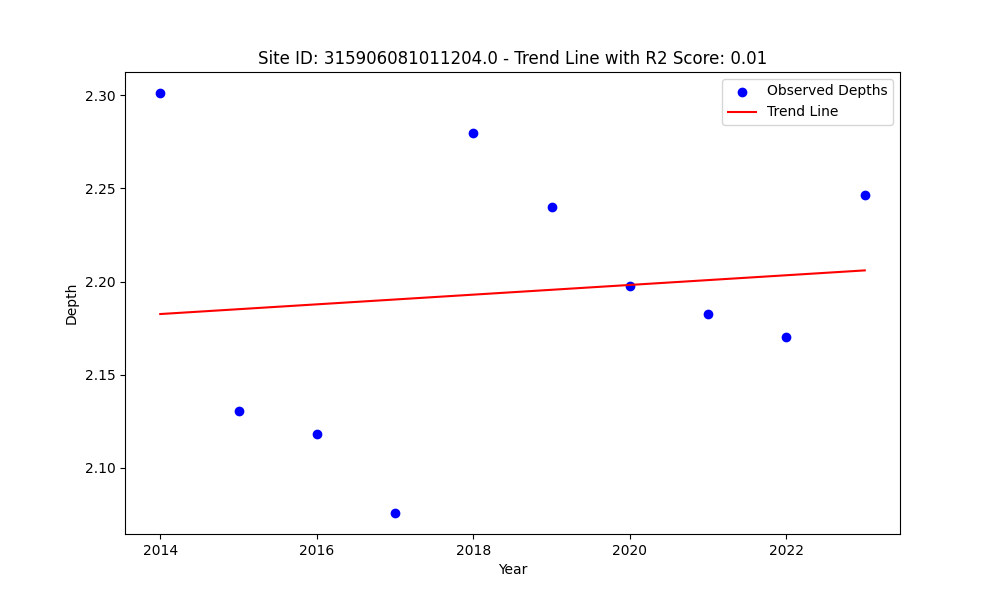 Site ID: 315906081011204.0 - Trend Line with R2 Score: 0.01
Observed Depths
Trend Line
2.30
2.25
2.20
2.15
2.10
Depth
2014
2016
2018
2020
2022
Year